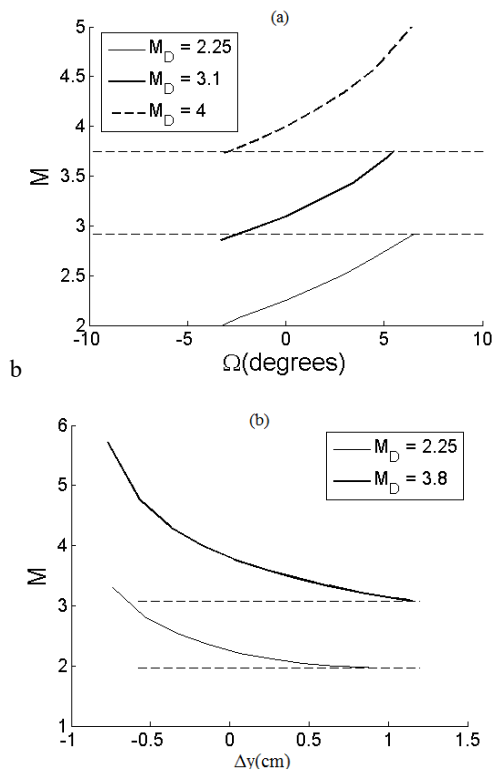 (a)
5
M_D = 2.25
M_D = 3.1
M_D = 4
4.5
4
M
3.5
3
2.5
2
-10 -5 0 5 10
Ω(degrees)
b
(b)
6
M_D = 2.25
M_D = 3.8
5
4
M
3
2
1
-1 -0.5 0 0.5 1 1.5
Δy(cm)